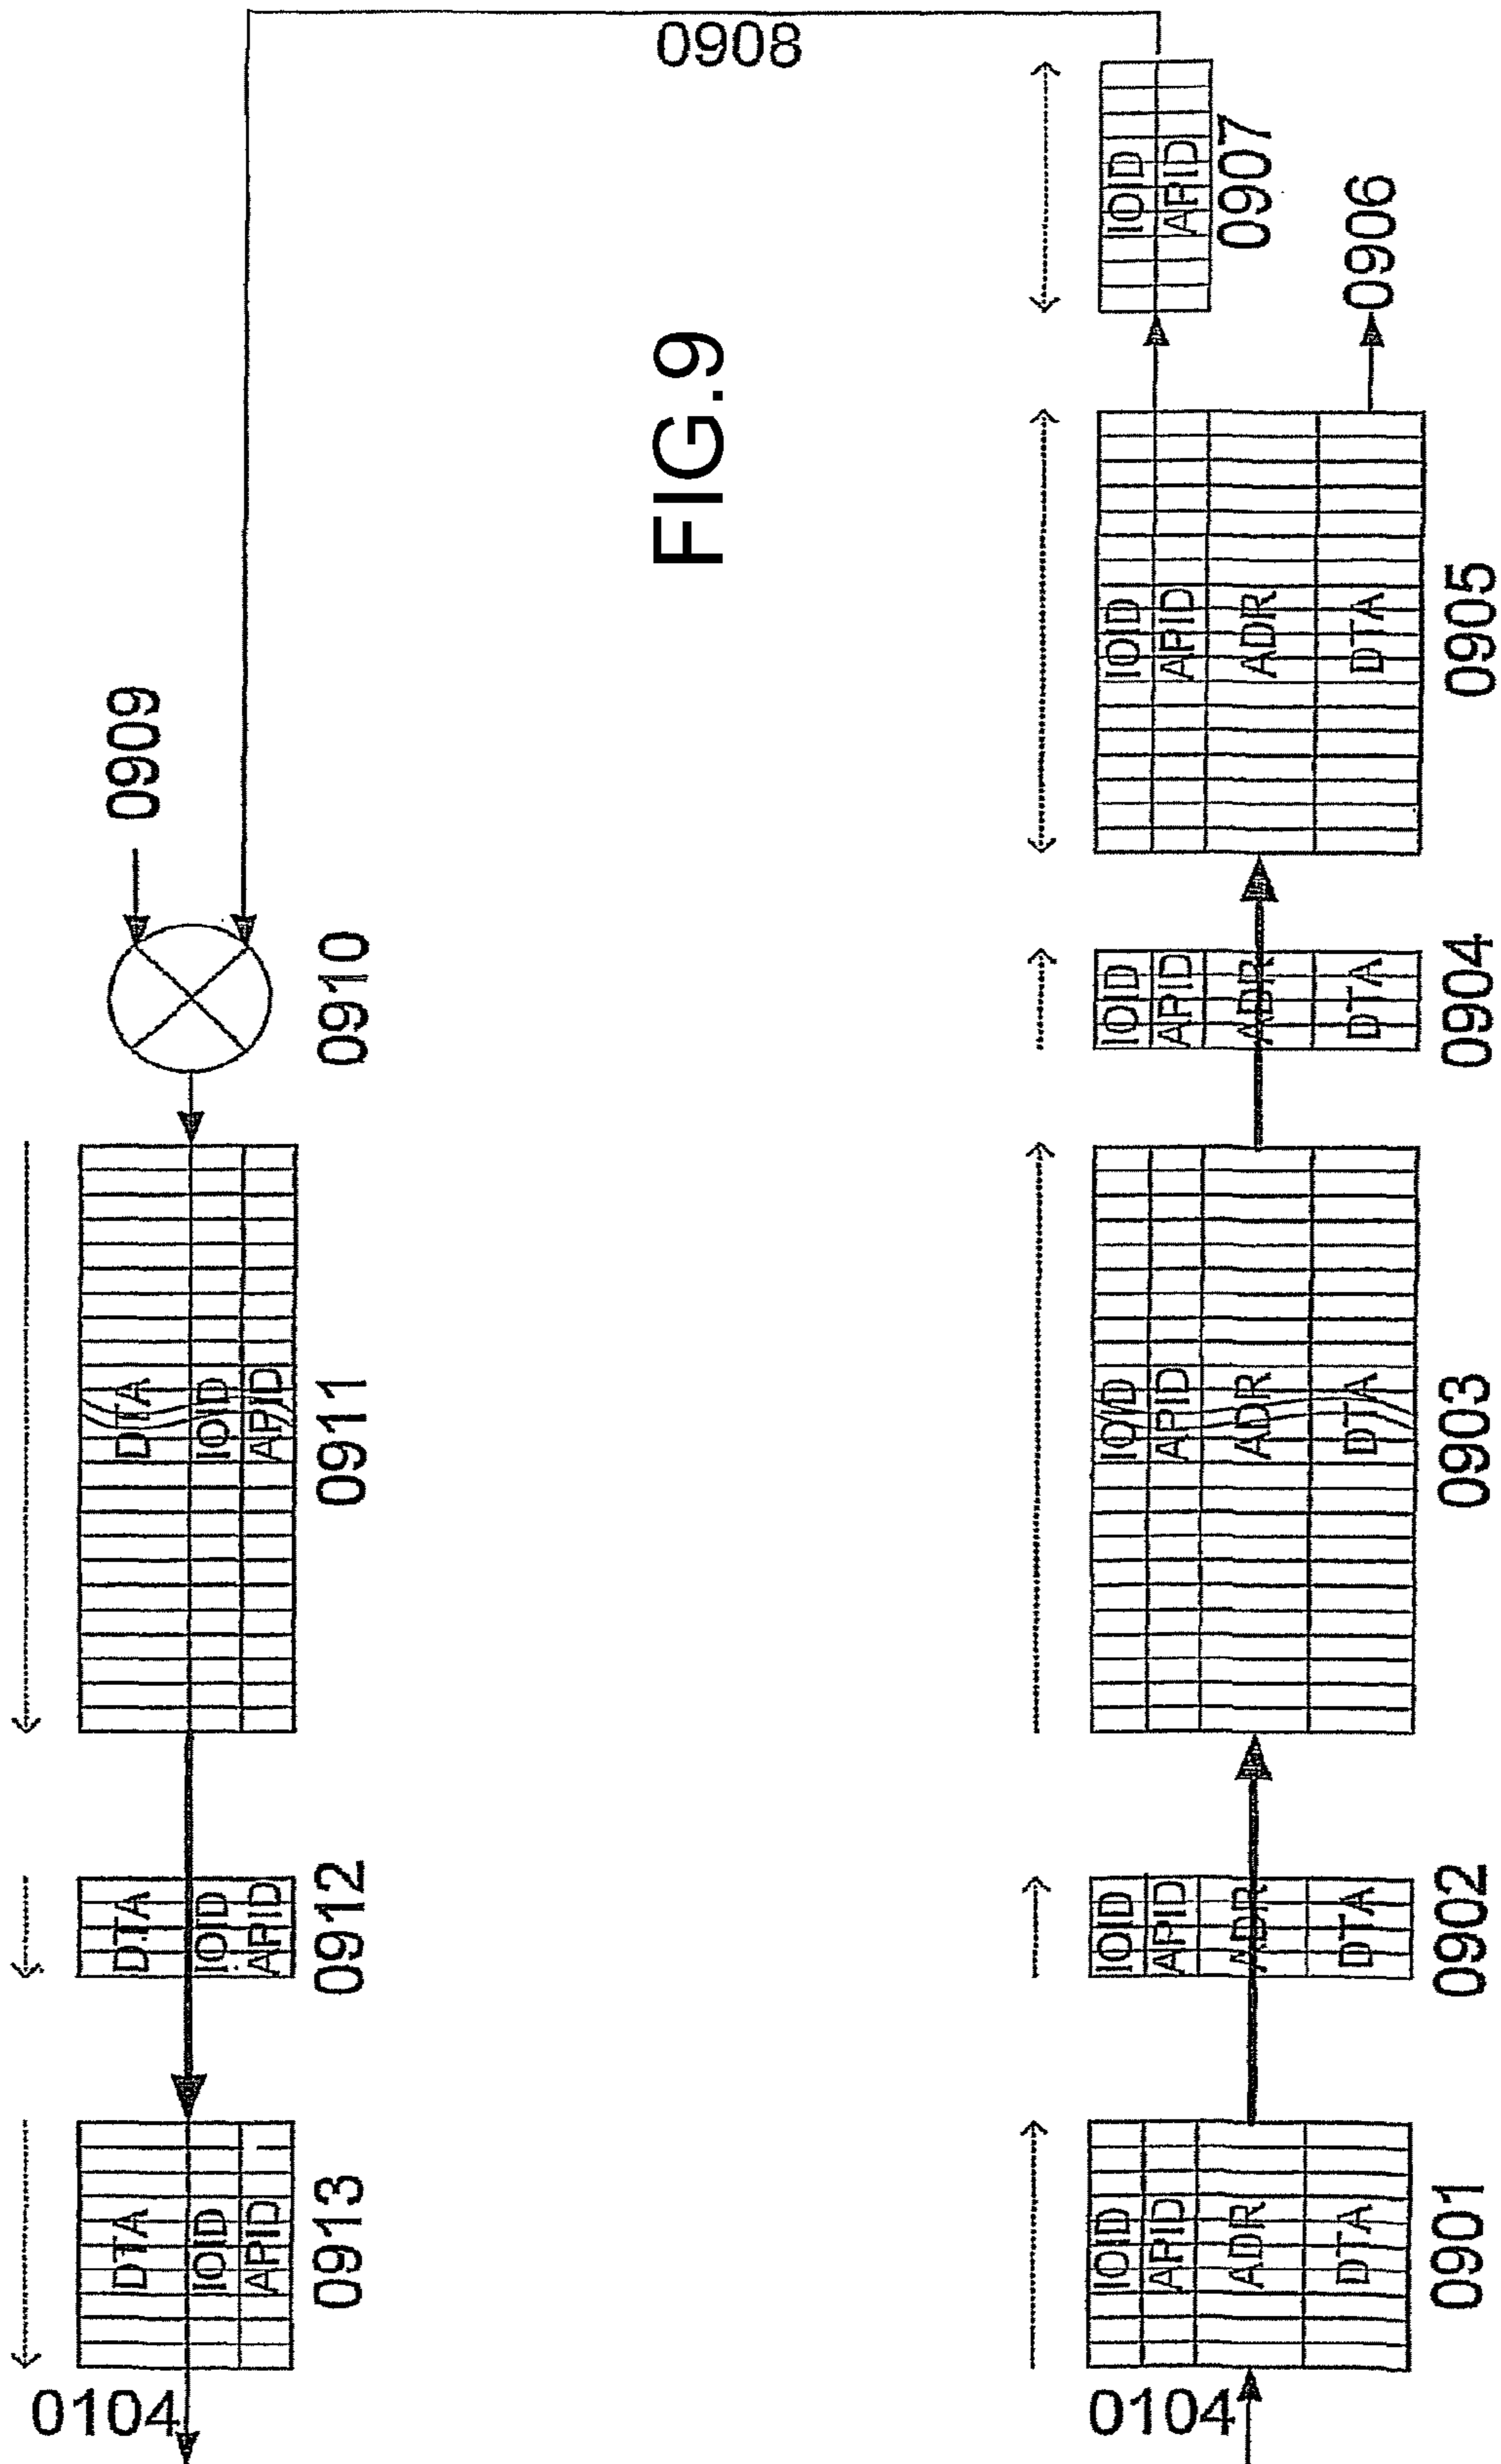 0908
0104
DTA
IOID
APID
0913
DTA
IOID
APID
0912
DTA
IOID
APID
0911
0910
0909
FIG.9
0104
IOID
APID
ADR
DTA
0901
IOID
APID
ADR
DTA
0902
IOID
APID
ADR
DTA
0903
IOID
APID
ADR
DTA
0904
IOID
APID
ADR
DTA
0905
0906
IOID
APID
0907